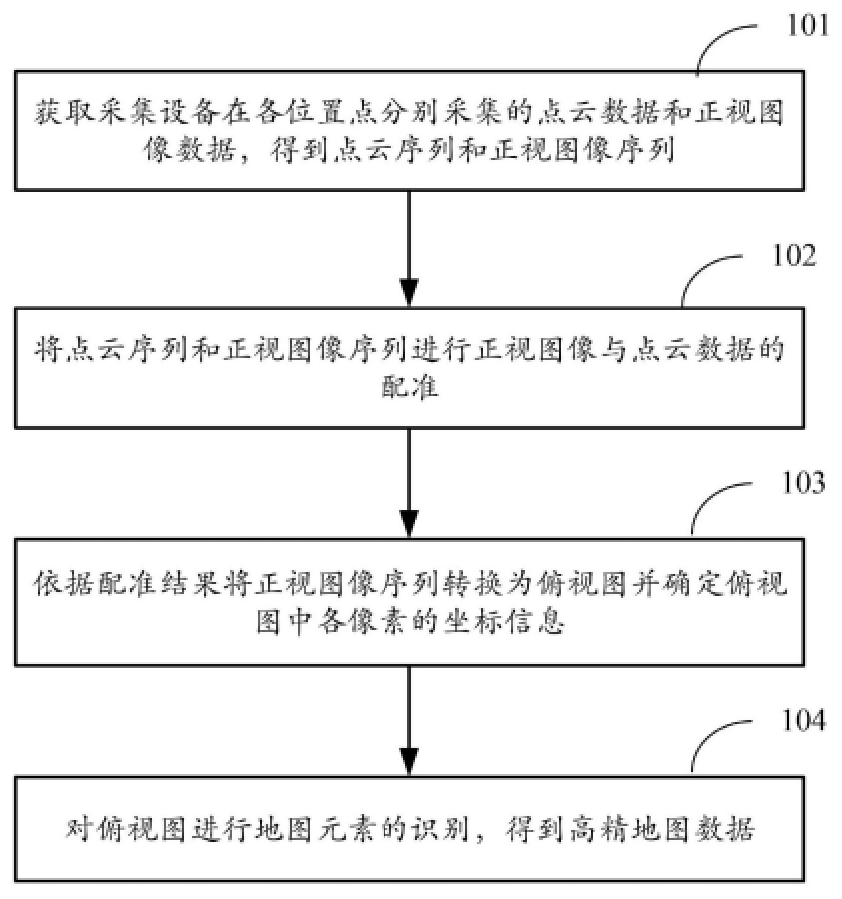 101
获取采集设备在各位置点分别采集的点云数据和正视图
像数据，得到点云序列和正视图像序列
102
将点云序列和正视图像序列进行正视图像与点云数据的
配准
103
依据配准结果将正视图像序列转换为俯视图并确定俯视
图中各像素的坐标信息
104
对俯视图进行地图元素的识别，得到高精地图数据